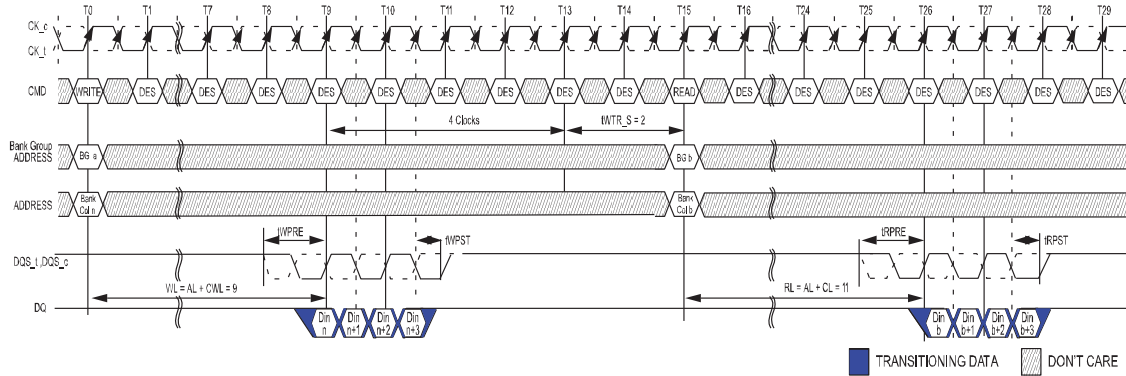 T0 T1 T7 T8 T9 T10 T11 T12 T13 T14 T15 T16 T24 T25 T26 T27 T28 T29
CK_c
CK_t
CMD WRITE DES DES DES DES DES DES DES DES DES READ DES DES DES DES DES DES DES
4 Clocks tWTR_S = 2
Bank Group
ADDRESS BG a BG b
ADDRESS Bank
Col n Bank
Col b
tWPRE tWPST tRPRE tRPST
DQS_t ,DQS_c
WL = AL + CWL = 9 RL = AL + CL = 11
DQ Din
n Din
n+1 Din
n+2 Din
n+3 Din
b Din
b+1 Din
b+2 Din
b+3
TRANSITIONING DATA DON'T CARE